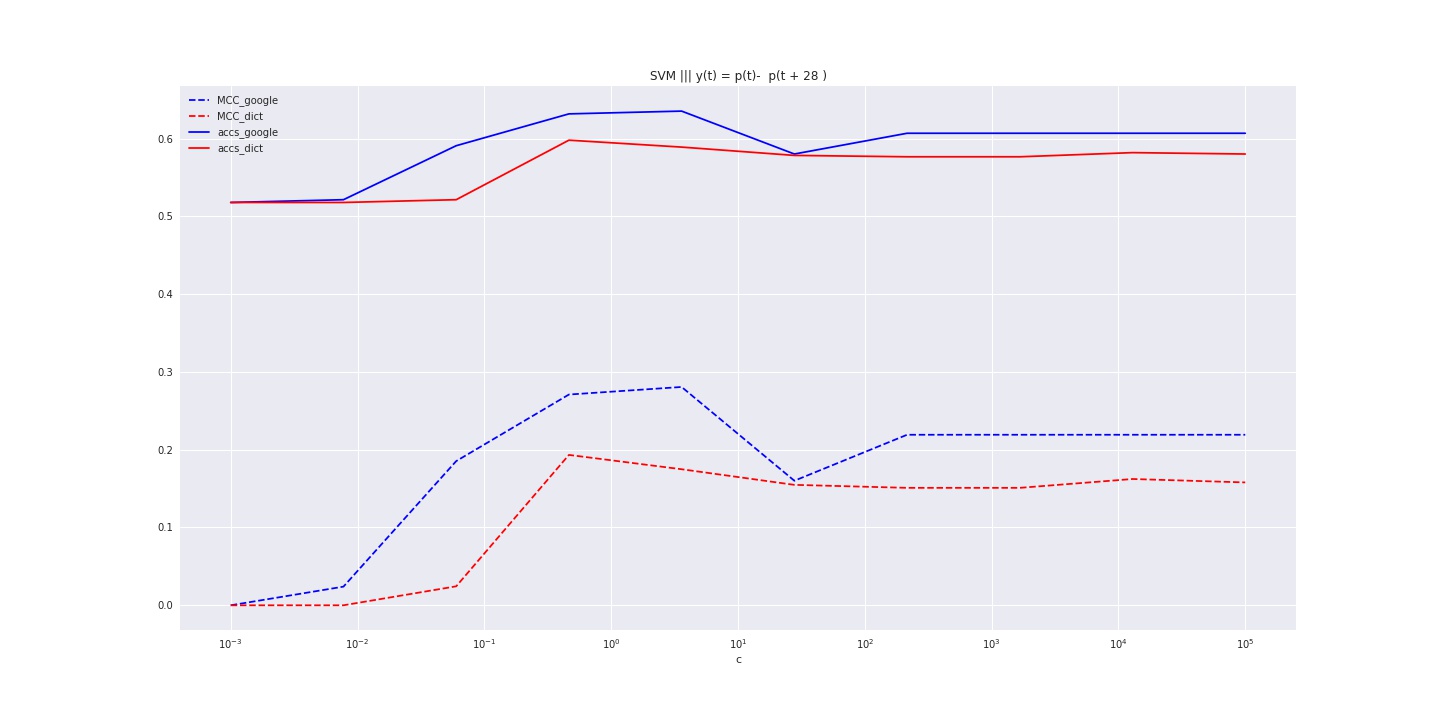 SVM ||| y(t) = p(t)-  p(t + 28 )
MCC_google
MCC_dict
accs_google
accs_dict
0.6
0.5
0.4
0.3
0.2
0.1
0.0
10⁻³ 10⁻² 10⁻¹ 10⁰ 10¹ 10² 10³ 10⁴ 10⁵
c